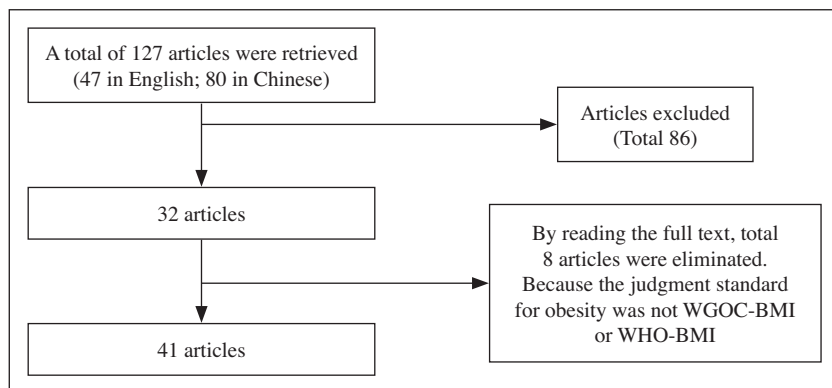 A total of 127 articles were retrieved
(47 in English; 80 in Chinese)
Articles excluded
(Total 86)
32 articles
By reading the full text, total
8 articles were eliminated.
Because the judgment standard
for obesity was not WGOC-BMI
or WHO-BMI
41 articles